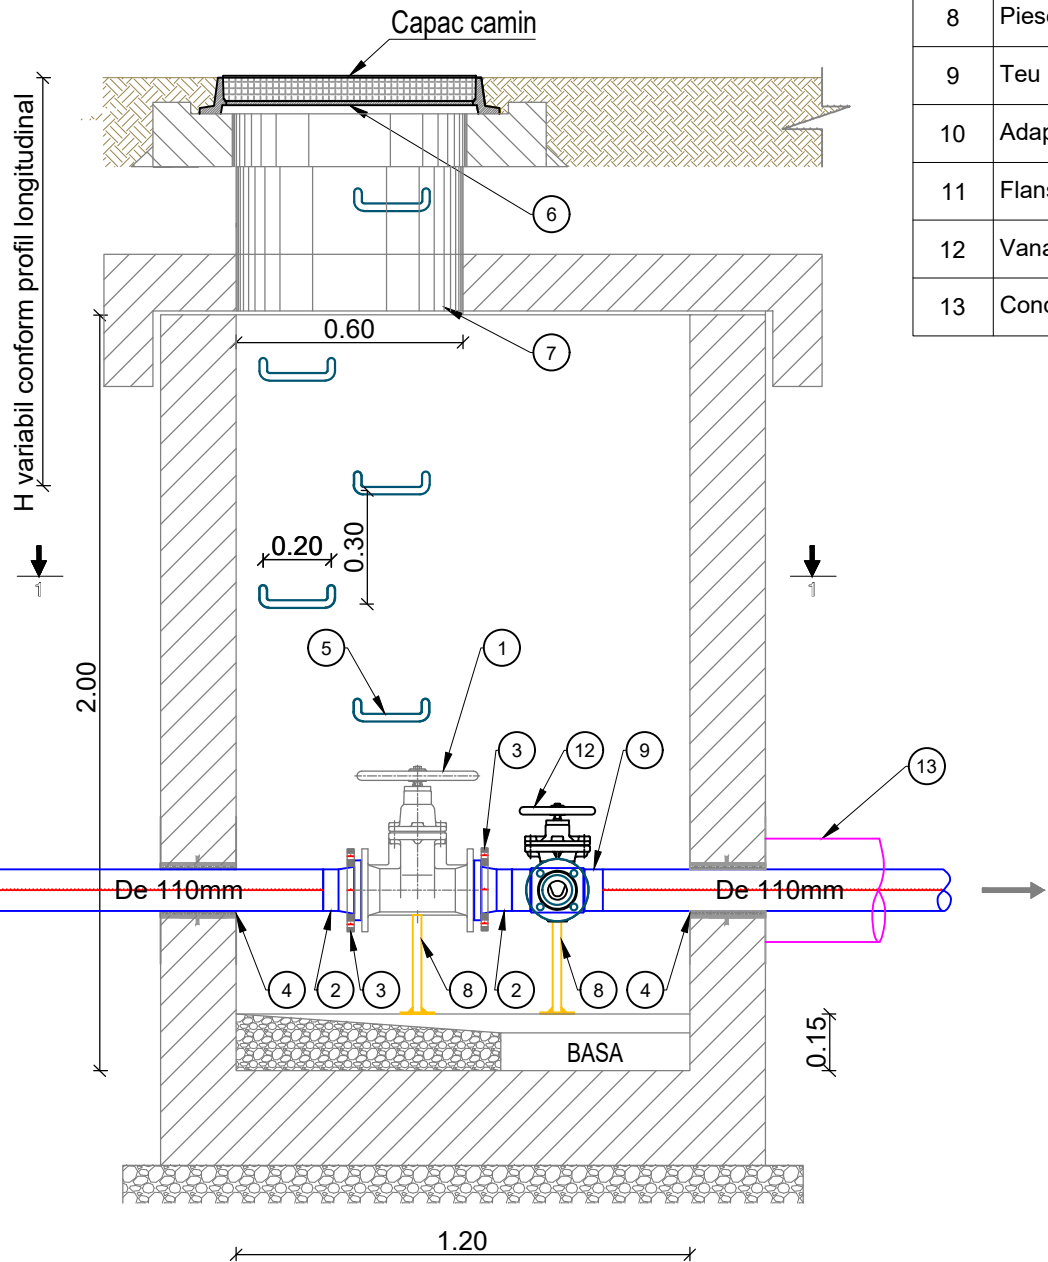 Capac camin
8 Piese
9 Teu
10 Adap
11 Flans
12 Vana
13 Cond
H variabil conform profil longitudinal
6
0.60
7
0.20
0.30
1
1
2.00
5
1
3
12
9
13
De 110mm
De 110mm
4
2
3
8
2
8
4
BASA
0.15
1.20